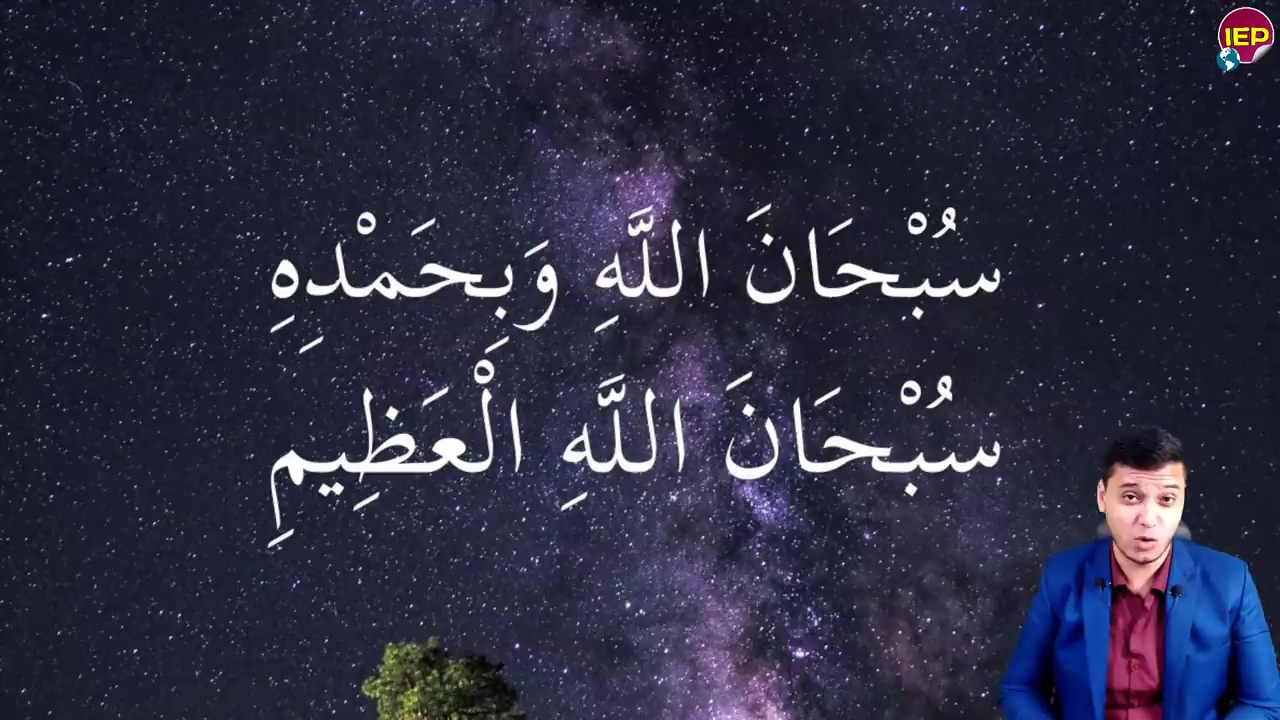 IEP
سُبْحَانَ اللَّهِ وَبِحَمْدِهِ
سُبْحَانَ اللَّهِ الْعَظِيمِ